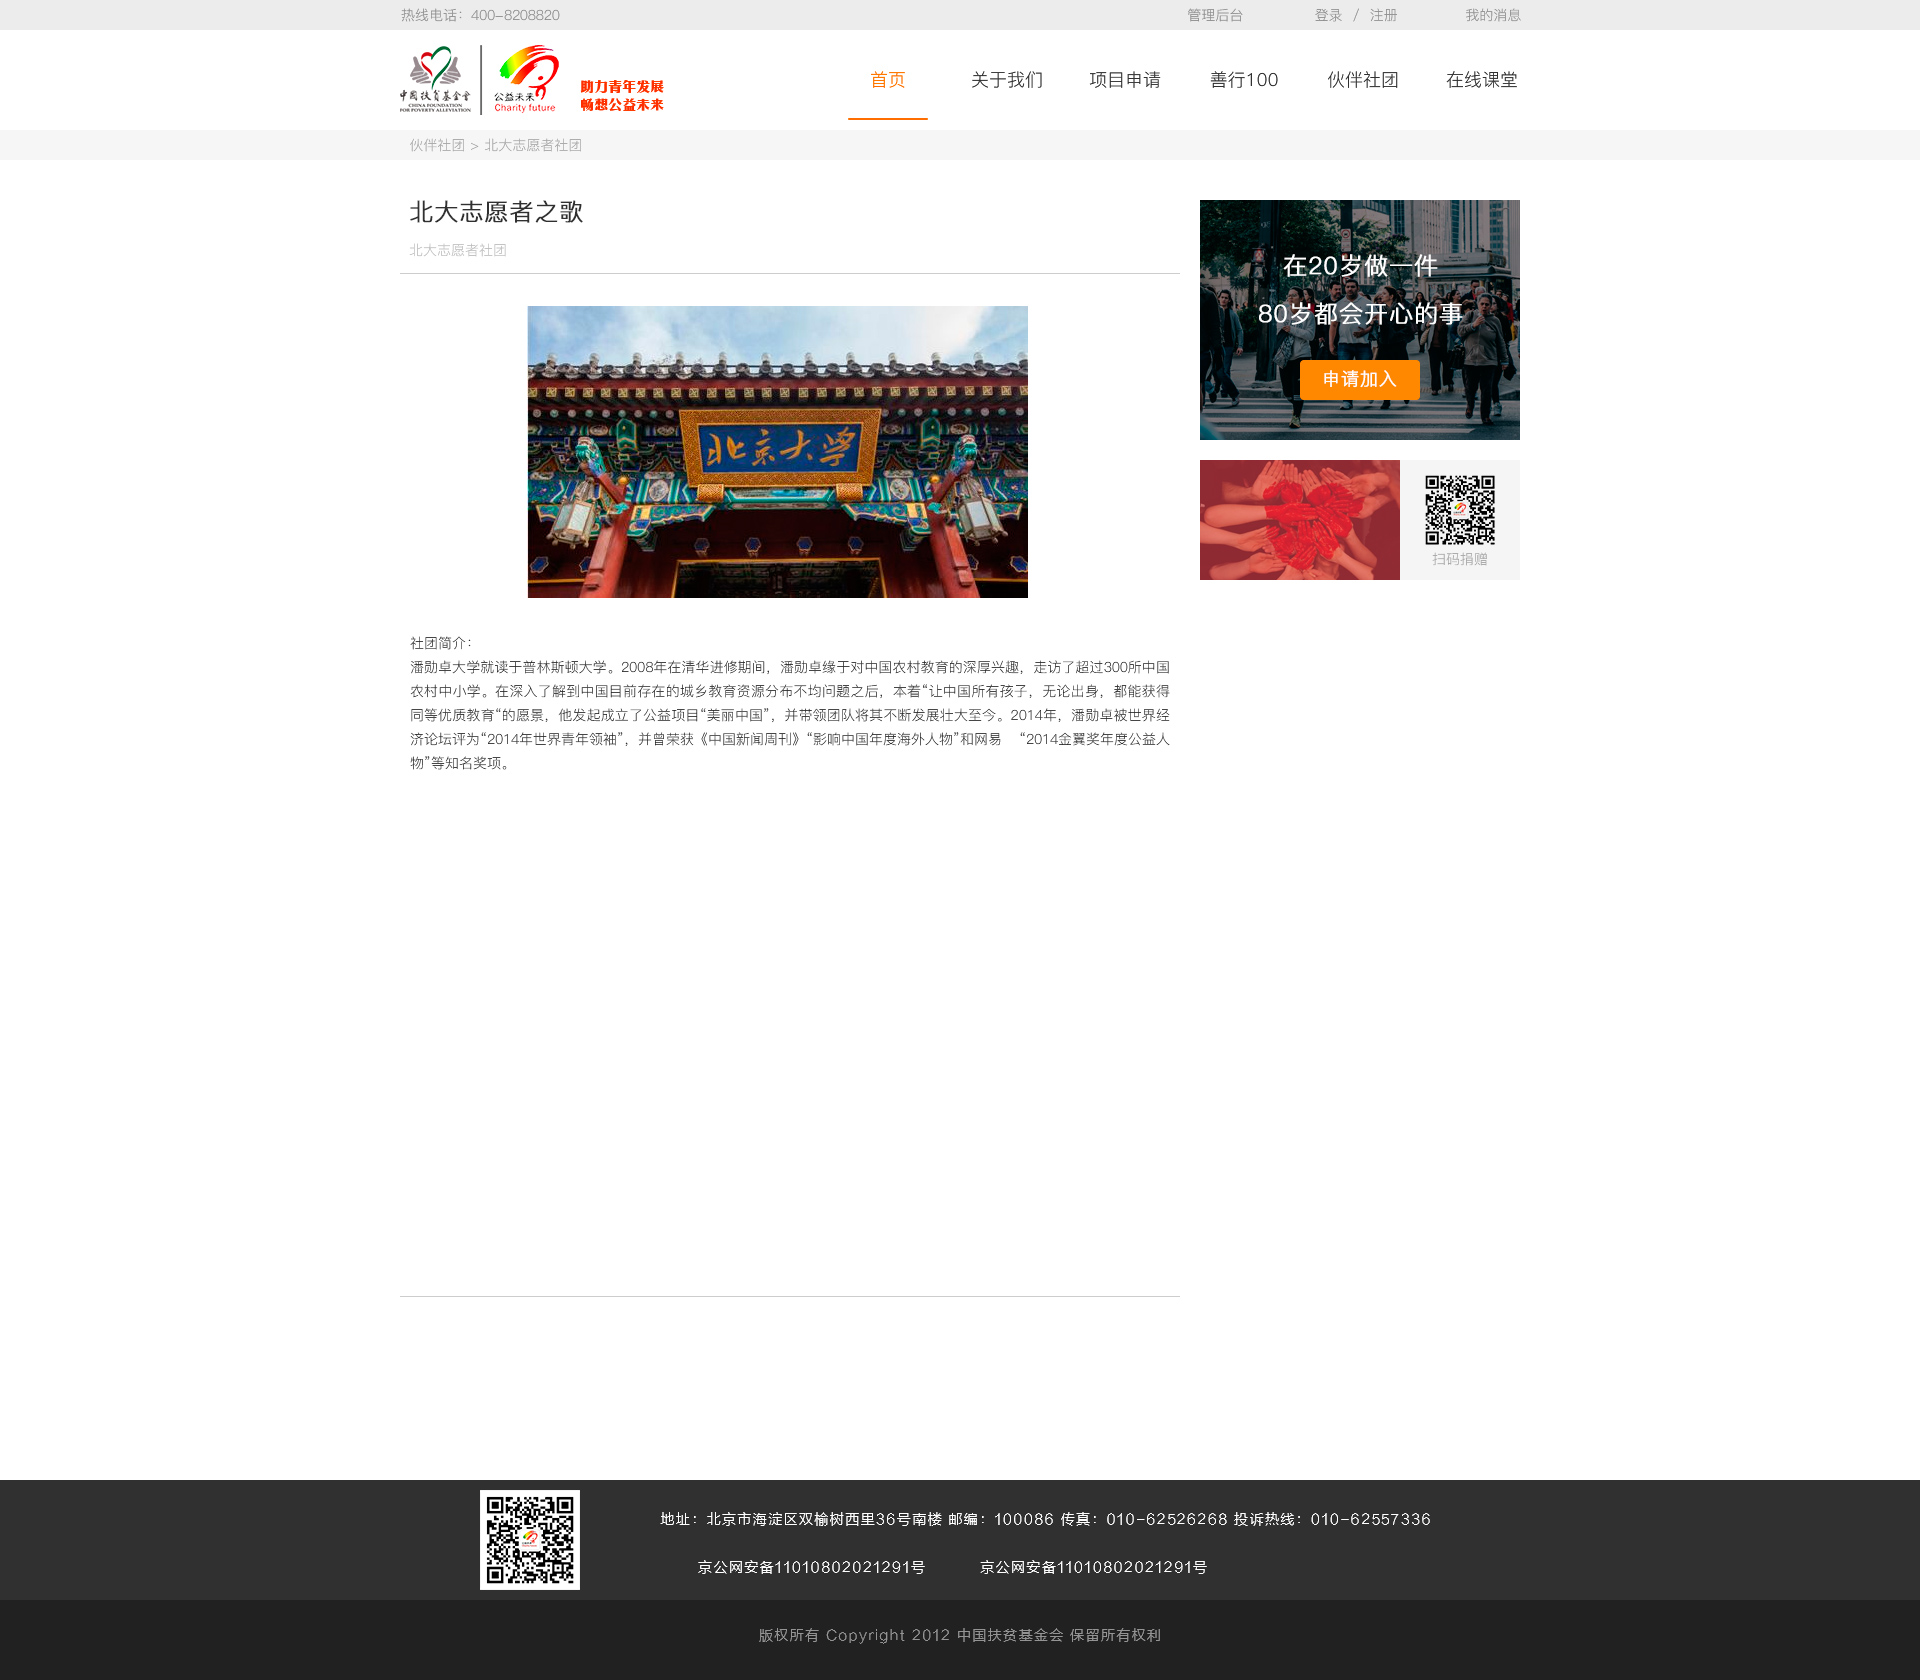 热线电话：400-8208820 管理后台 登录 / 注册 我的消息
中国扶贫基金会
CHINA FOUNDATION
FOR POVERTY ALLEVIATION
公益未来
Charity future
助力青年发展
畅想公益未来
首页 关于我们 项目申请 善行100 伙伴社团 在线课堂
伙伴社团 > 北大志愿者社团
北大志愿者之歌
北大志愿者社团
北京大学
社团简介：
潘勋卓大学就读于普林斯顿大学。2008年在清华进修期间，潘勋卓缘于对中国农村教育的深厚兴趣，走访了超过300所中国
农村中小学。在深入了解到中国目前存在的城乡教育资源分布不均问题之后，本着“让中国所有孩子，无论出身，都能获得
同等优质教育“的愿景，他发起成立了公益项目“美丽中国”，并带领团队将其不断发展壮大至今。2014年，潘勋卓被世界经
济论坛评为“2014年世界青年领袖”，并曾荣获《中国新闻周刊》“影响中国年度海外人物”和网易 “2014金翼奖年度公益人
物”等知名奖项。
在20岁做一件
80岁都会开心的事
申请加入
扫码捐赠
地址：北京市海淀区双榆树西里36号南楼 邮编：100086 传真：010-62526268 投诉热线：010-62557336
京公网安备11010802021291号 京公网安备11010802021291号
版权所有 Copyright 2012 中国扶贫基金会 保留所有权利